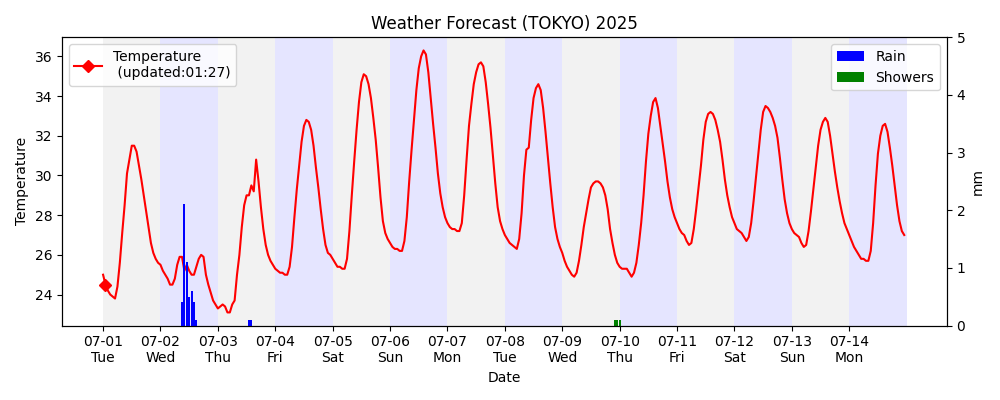 Weather Forecast (TOKYO) 2025
Temperature
(updated:01:27)
Rain
Showers
36
34
32
30
28
26
24
Temperature
5
4
3
2
1
0
mm
07-01 07-02 07-03 07-04 07-05 07-06 07-07 07-08 07-09 07-10 07-11 07-12 07-13 07-14
Tue Wed Thu Fri Sat Sun Mon Tue Wed Thu Fri Sat Sun Mon
Date